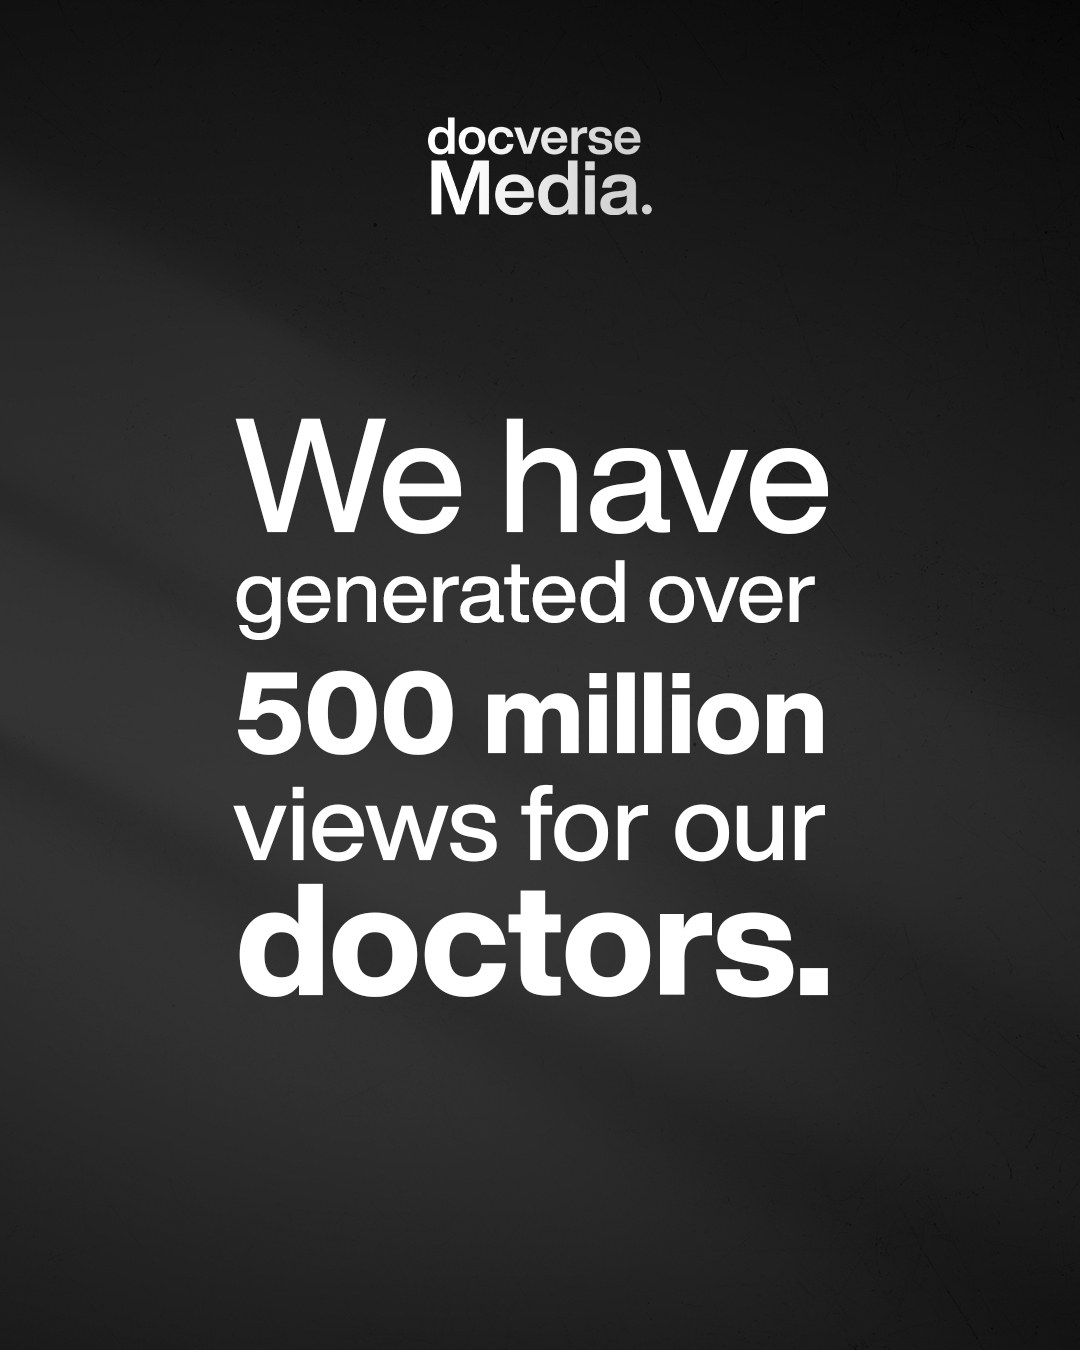 docverse
Media.
We have
generated over
500 million
views for our
doctors.